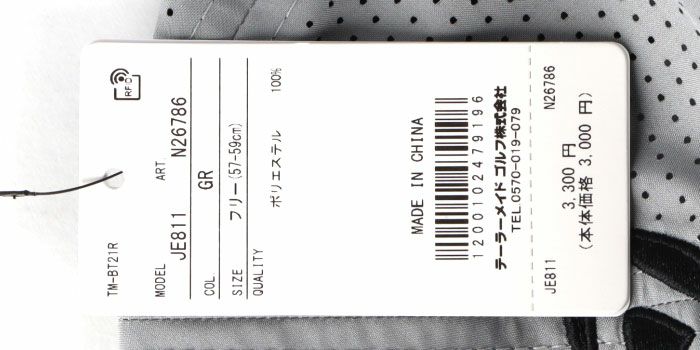 RFID
TM-BT21R
MODEL ART.
JE811 N26786
COL GR
SIZE フリー(57-59cm)
QUALITY
ポリエステル 100%
MADE IN CHINA
1200102479196
テーラーメイド ゴルフ株式会社
TEL.0570-019-079
JE811 N26786
3,300 円
(本体価格 3,000 円)